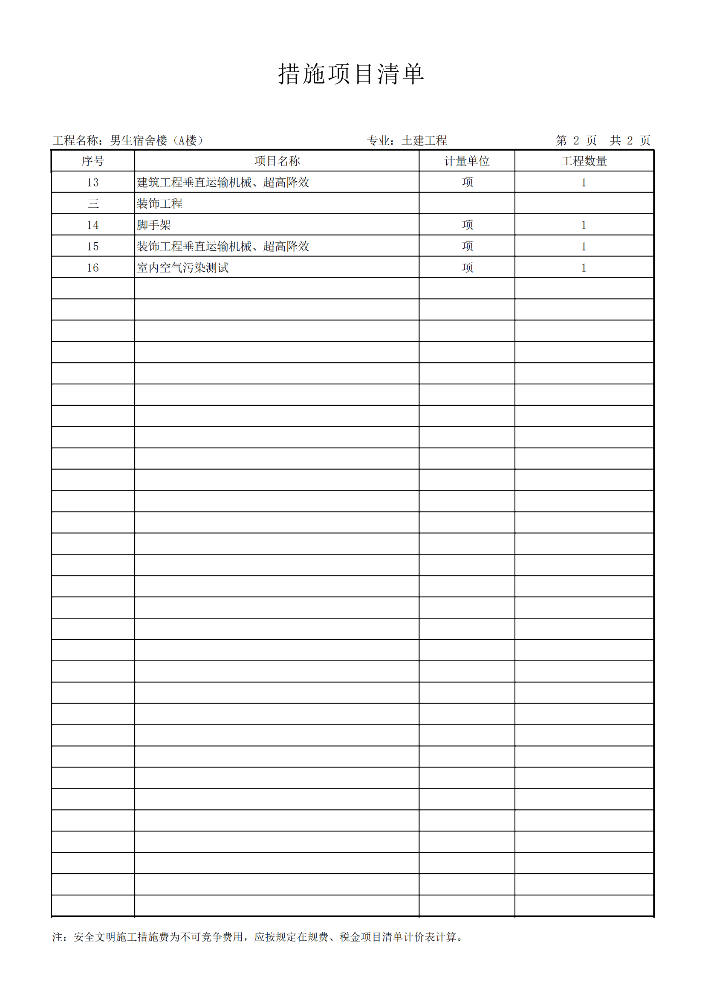 措施项目清单
工程名称：男生宿舍楼（A楼） 专业：土建工程 第 2 页 共 2 页
序号 项目名称 计量单位 工程数量
13 建筑工程垂直运输机械、超高降效 项 1
三 装饰工程
14 脚手架 项 1
15 装饰工程垂直运输机械、超高降效 项 1
16 室内空气污染测试 项 1
注：安全文明施工措施费为不可竞争费用，应按规定在规费、税金项目清单计价表计算。